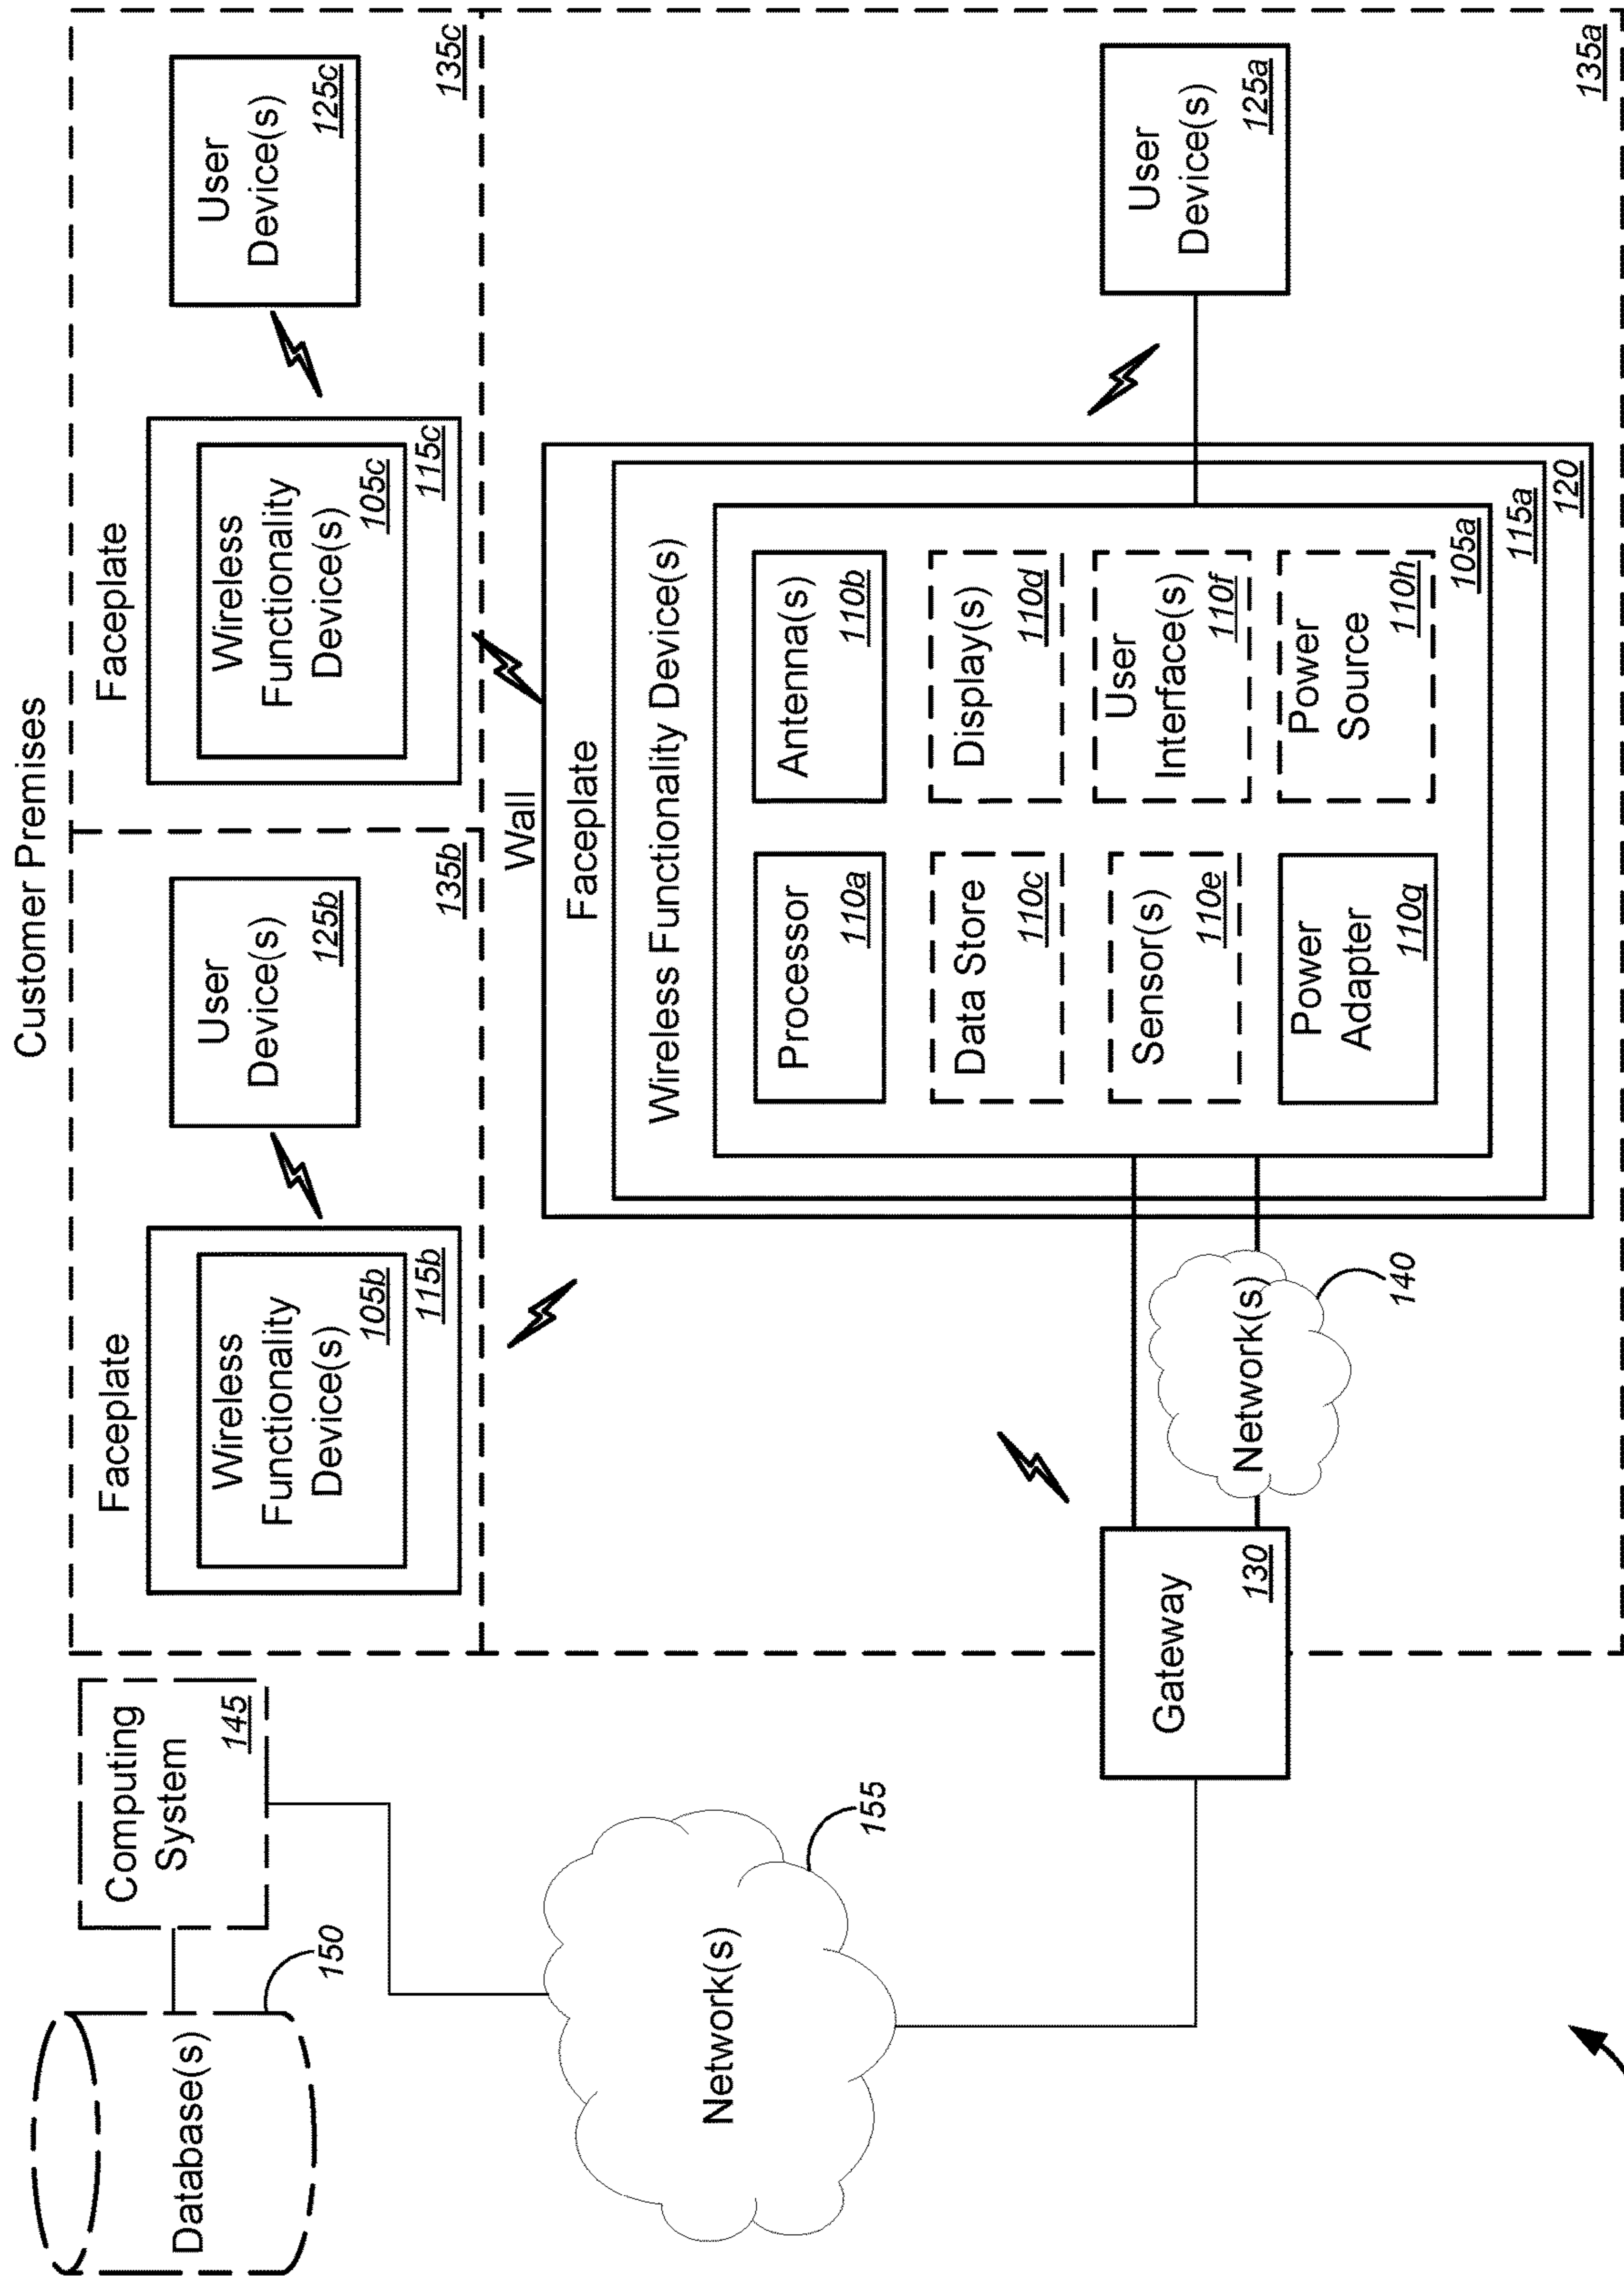 Customer Premises
Database(s)
150
Computing
System
145
Network(s)
155
Gateway
130
Network(s)
140
Faceplate
Wireless
Functionality
Device(s)
105b
115b
User
Device(s)
125b
135b
Faceplate
Wireless
Functionality
Device(s)
105c
115c
User
Device(s)
125c
135c
Wall
Faceplate
Wireless Functionality Device(s)
Processor
110a
Antenna(s)
110b
Data Store
110c
Display(s)
110d
Sensor(s)
110e
User
Interface(s)
110f
Power
Adapter
110g
Power
Source
110h
105a
115a
120
User
Device(s)
125a
135a